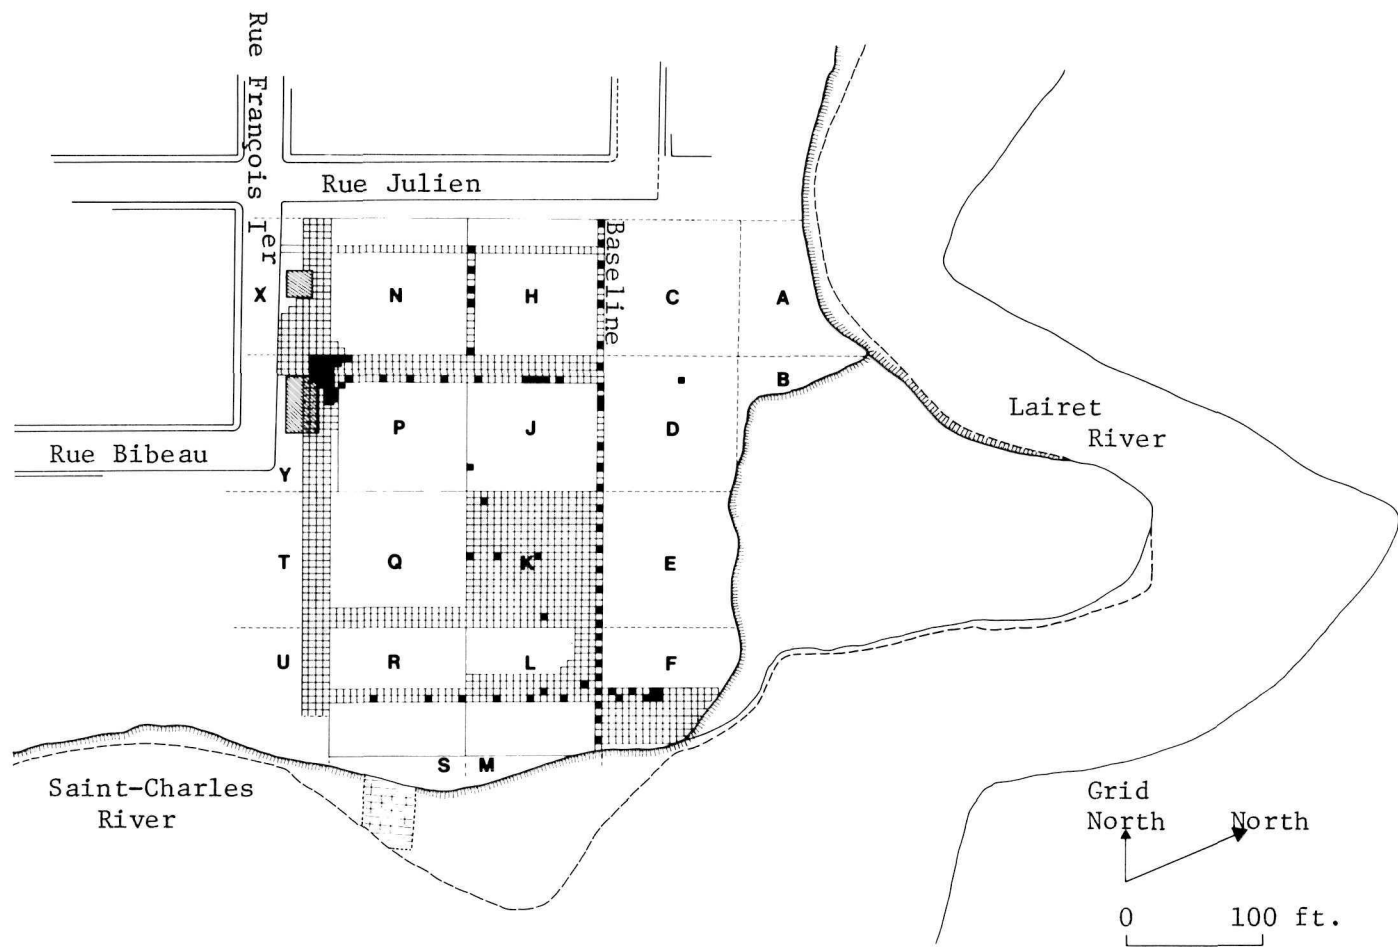 Rue François Ier
Rue Julien
Baseline
X
N
H
C
A
B
Lairet
River
P
J
D
Rue Bibeau
Y
T
Q
K
E
U
R
L
F
S
M
Saint-Charles
River
Grid
North
North
0
100 ft.